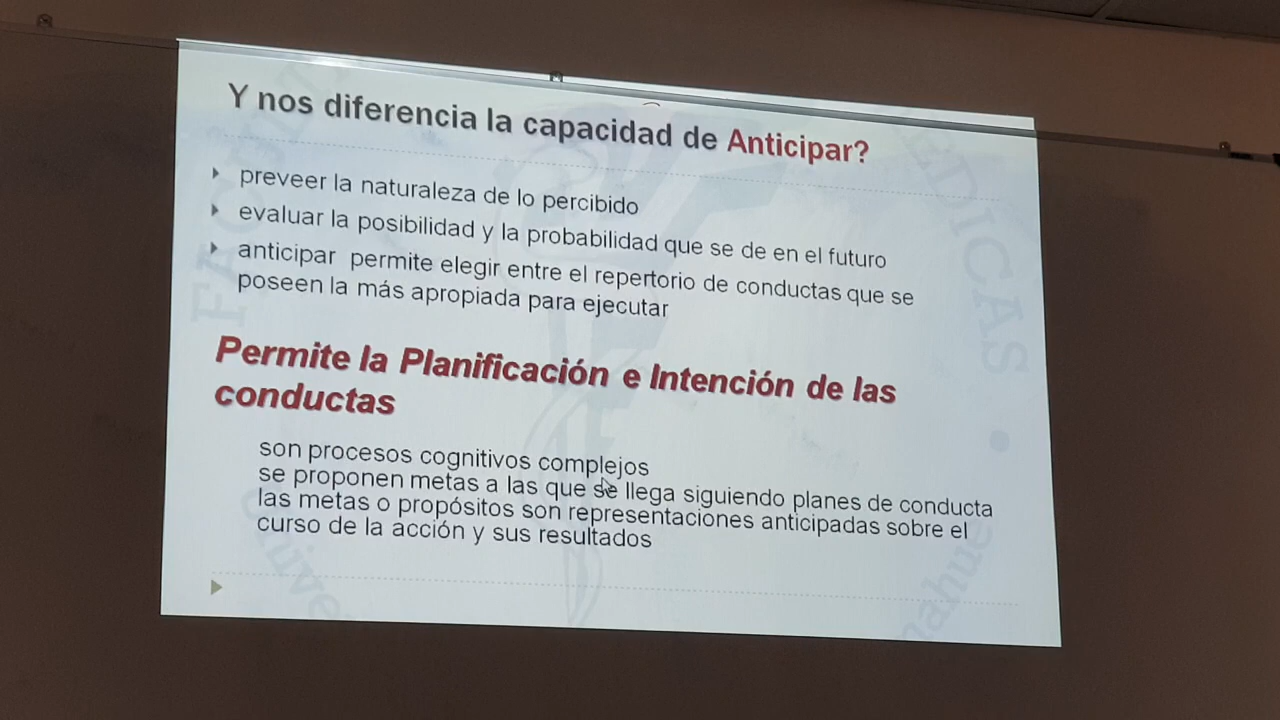 Y nos diferencia la capacidad de Anticipar?
preveer la naturaleza de lo percibido
evaluar la posibilidad y la probabilidad que se de en el futuro
anticipar permite elegir entre el repertorio de conductas que se
poseen la más apropiada para ejecutar
Permite la Planificación e Intención de las
conductas
son procesos cognitivos complejos
se proponen metas a las que se llega siguiendo planes de conducta
las metas o propósitos son representaciones anticipadas sobre el
curso de la acción y sus resultados